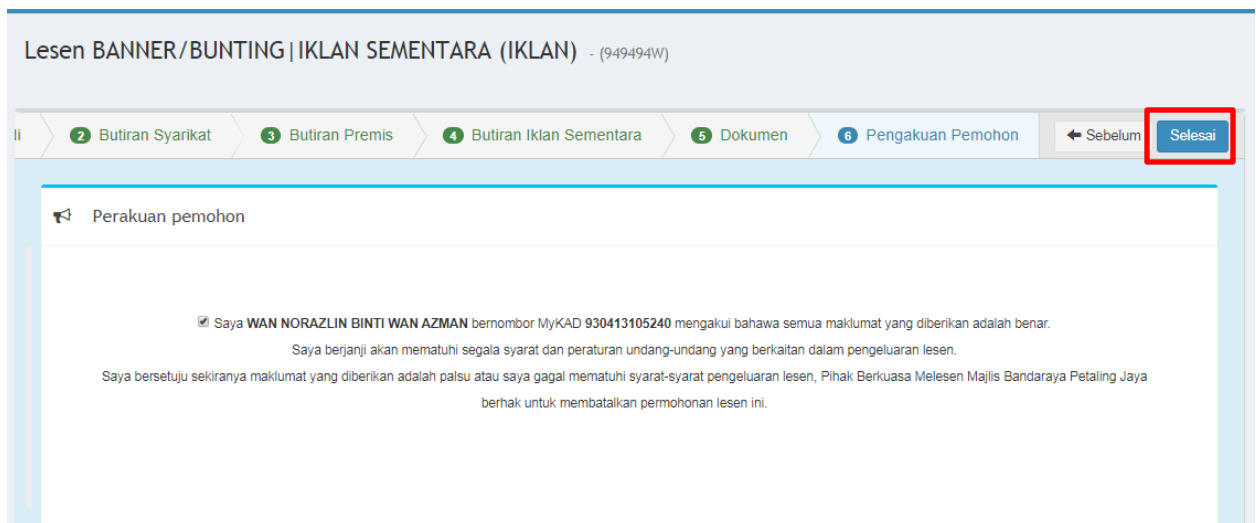 Lesen BANNER/BUNTING|IKLAN SEMENTARA (IKLAN) - (949494W)
li 2 Butiran Syarikat 3 Butiran Premis 4 Butiran Iklan Sementara 5 Dokumen 6 Pengakuan Pemohon Sebelum Selesai
Perakuan pemohon
Saya WAN NORAZLIN BINTI WAN AZMAN bernombor MyKAD 930413105240 mengakui bahawa semua maklumat yang diberikan adalah benar.
Saya berjanji akan mematuhi segala syarat dan peraturan undang-undang yang berkaitan dalam pengeluaran lesen.
Saya bersetuju sekiranya maklumat yang diberikan adalah palsu atau saya gagal mematuhi syarat-syarat pengeluaran lesen, Pihak Berkuasa Melesen Majlis Bandaraya Petaling Jaya
berhak untuk membatalkan permohonan lesen ini.